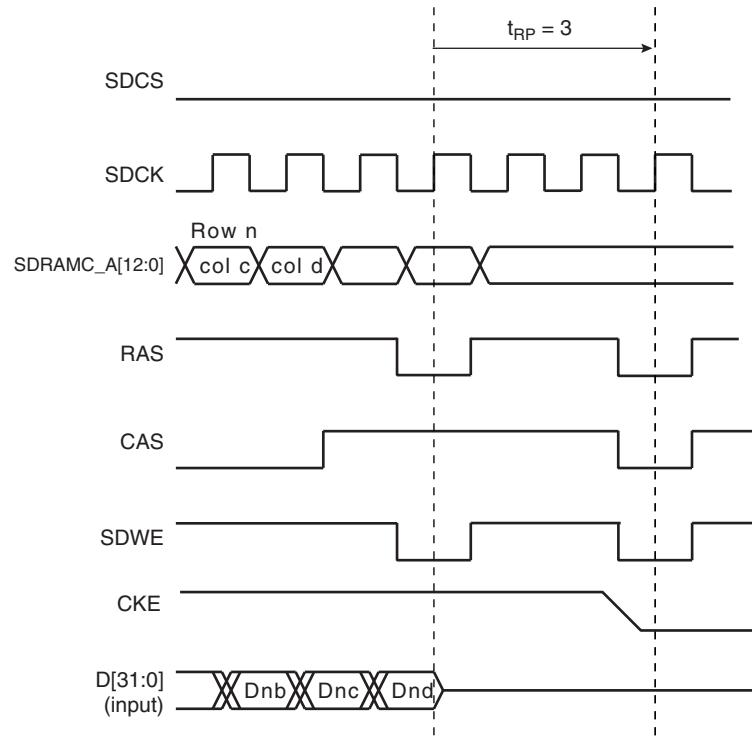 tRP = 3
SDCS
SDCK
Row n
SDRAMC_A[12:0]
col c
col d
RAS
CAS
SDWE
CKE
D[31:0]
(input)
Dnb
Dnc
Dnd